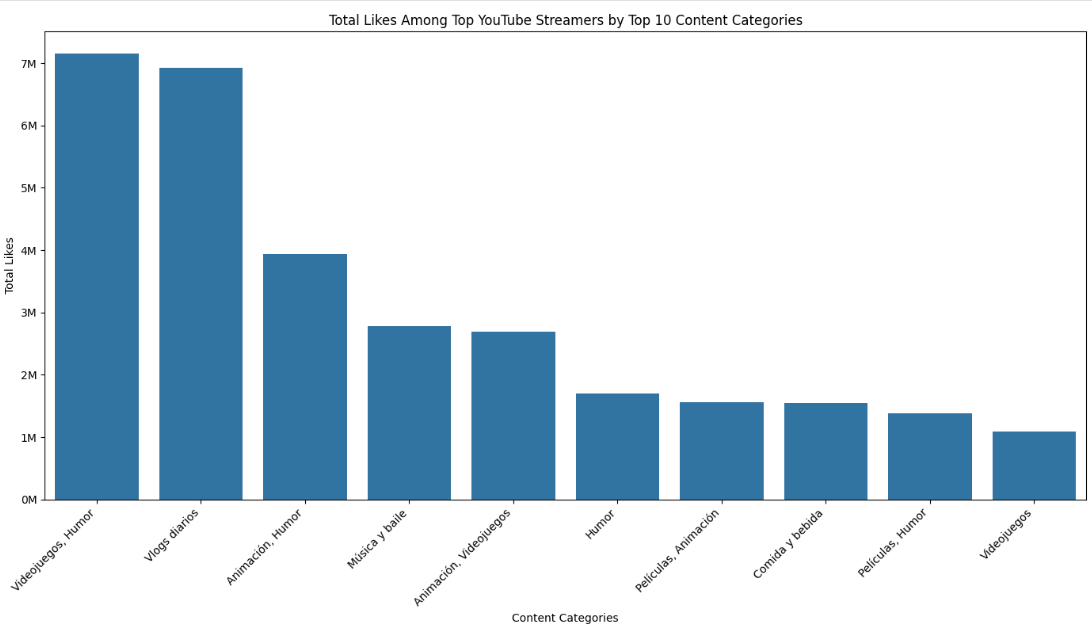 Total Likes Among Top YouTube Streamers by Top 10 Content Categories
Total Likes
7M
6M
5M
4M
3M
2M
1M
0M
Videojuegos, Humor
Vlogs diarios
Animación, Humor
Música y baile
Animación, Videojuegos
Humor
Películas, Animación
Comida y bebida
Películas, Humor
Videojuegos
Content Categories